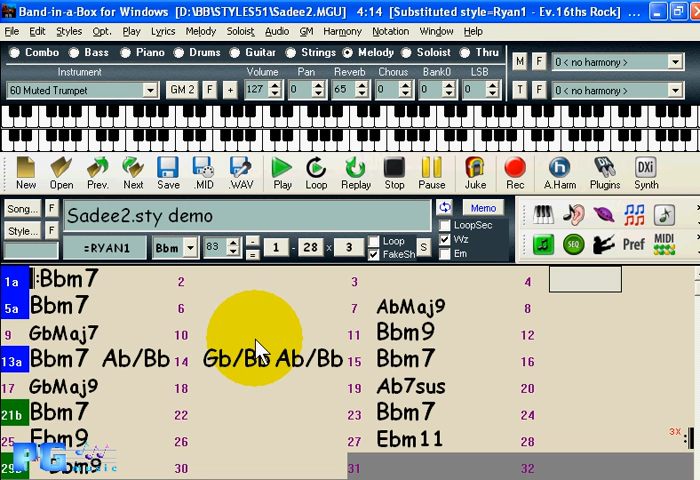 Band-in-a-Box for Windows [D:\BB\STYLES51\Sadee2.MGU] 4:14 [Substituted style=Ryan1 - Ev.16ths Rock] ...
File Edit Styles Opt. Play Lyrics Melody Soloist Audio GM Harmony Notation Window Help
Combo Bass Piano Drums Guitar Strings Melody Soloist Thru
Instrument Volume Pan Reverb Chorus Bank0 LSB
M F 0 < no harmony >
60 Muted Trumpet GM 2 F + 127 0 65 0 0 0
T F 0 < no harmony >
New Open Prev. Next Save .MID .WAV Play Loop Replay Stop Pause Juke Rec A.Harm Plugins Synth
Song... F Sadee2.sty demo Memo
Style... F LoopSec
=RYAN1 Bbm 83 1 - 28 x 3 Loop FakeSh S Vz Em
SEQ Pref MIDI
1a Bbm7 2 3 4
5a Bbm7 6 7 AbMaj9 8
9 GbMaj7 10 11 Bbm9 12
13a Bbm7 Ab/Bb 14 Gb/Bb Ab/Bb 15 Bbm7 16
17 GbMaj9 18 19 Ab7sus 20
21b Bbm7 22 23 Bbm7 24
25 Ebm9 26 27 Ebm11 28 3x
Bbm9 30 31 32
PG music